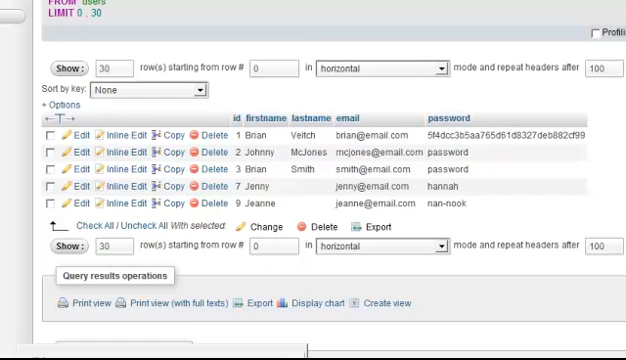 FROM `users`
LIMIT 0 , 30
Profili
Show : 30 row(s) starting from row # 0 in horizontal mode and repeat headers after 100
Sort by key: None
+ Options
←T→ id firstname lastname email password
Edit Inline Edit Copy Delete 1 Brian Veitch brian@email.com 5f4dcc3b5aa765d61d8327deb882cf99
Edit Inline Edit Copy Delete 2 Johnny McJones mcjones@email.com password
Edit Inline Edit Copy Delete 3 Brian Smith smith@email.com password
Edit Inline Edit Copy Delete 7 Jenny jenny@email.com hannah
Edit Inline Edit Copy Delete 9 Jeanne jeanne@email.com nan-nook
Check All / Uncheck All With selected: Change Delete Export
Show : 30 row(s) starting from row # 0 in horizontal mode and repeat headers after 100
Query results operations
Print view Print view (with full texts) Export Display chart Create view